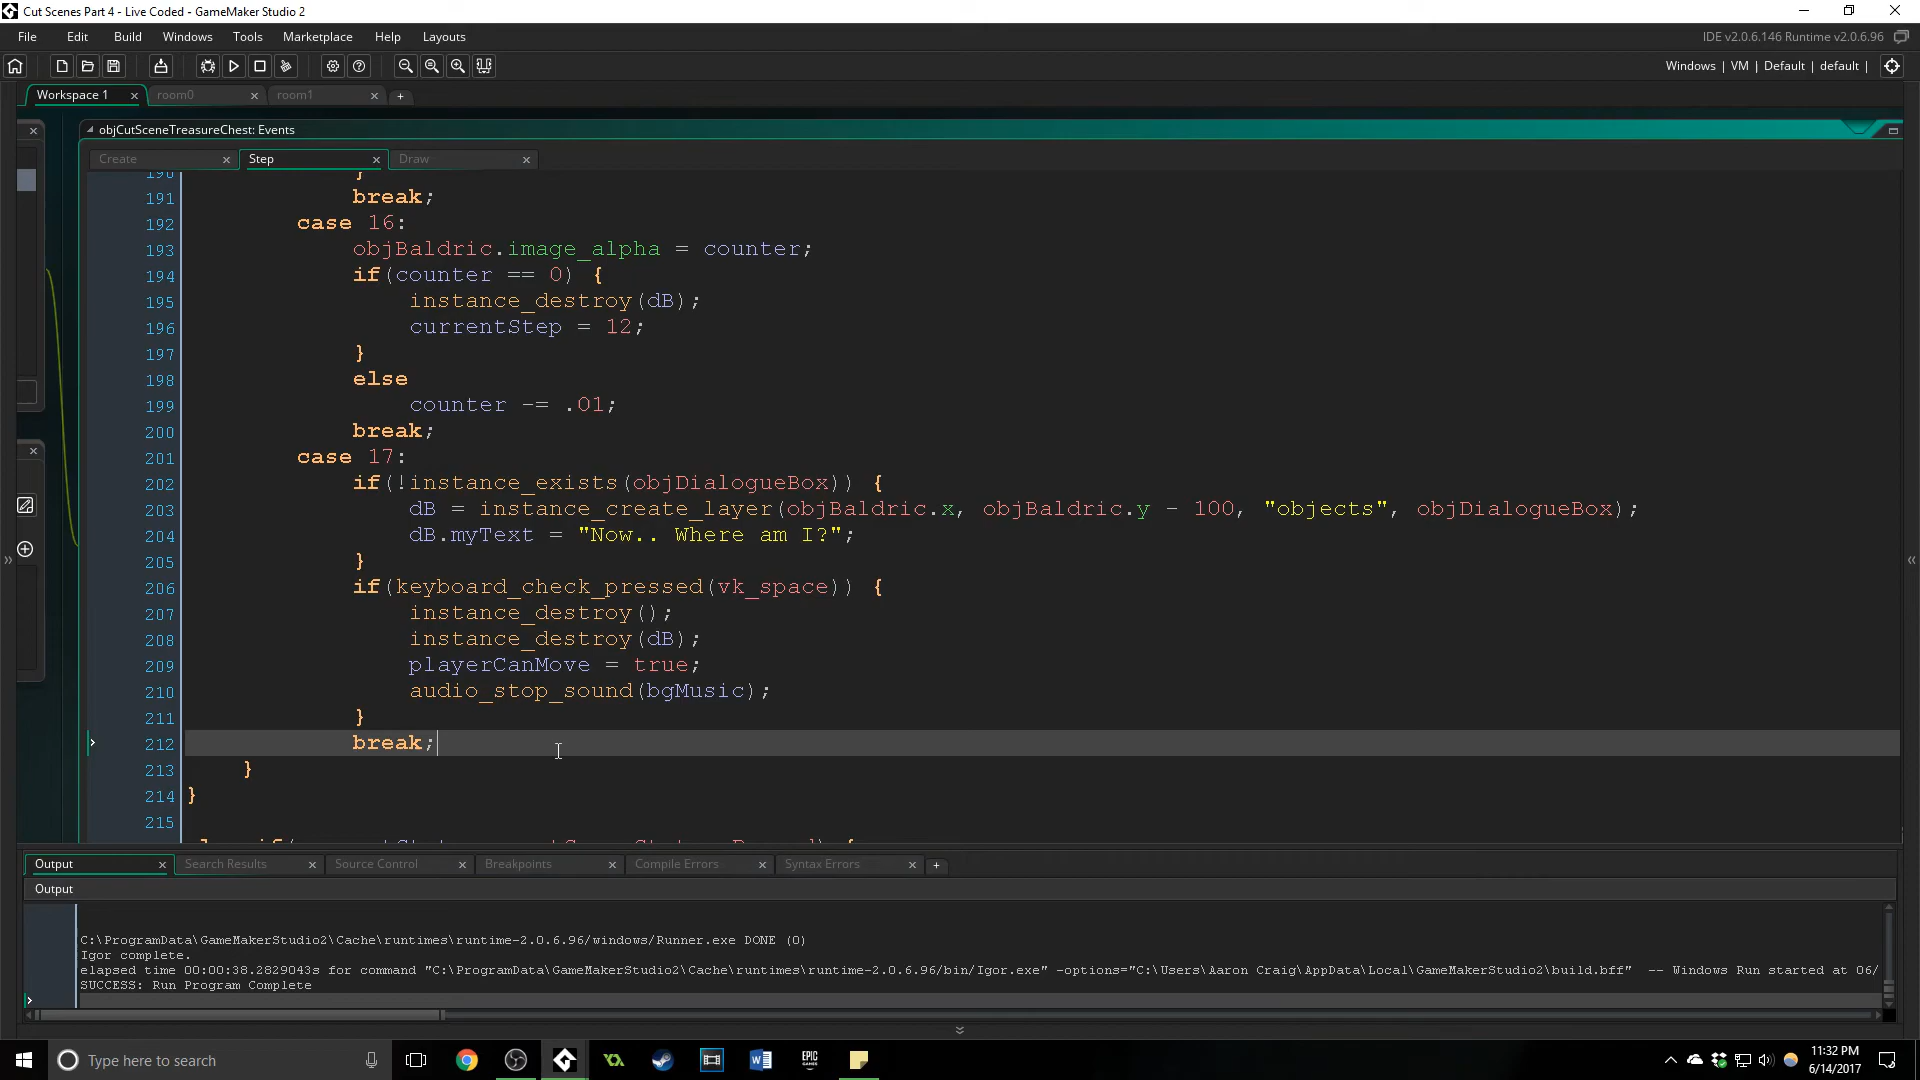 Cut Scenes Part 4 - Live Coded - GameMaker Studio 2
File Edit Build Windows Tools Marketplace Help Layouts
IDE v2.0.6.146 Runtime v2.0.6.96
Windows | VM | Default | default |
Workspace 1 room0 room1
objCutSceneTreasureChest: Events
Create Step Draw
190 }
191 break;
192 case 16:
193 objBaldric.image_alpha = counter;
194 if(counter == 0) {
195 instance_destroy(dB);
196 currentStep = 12;
197 }
198 else
199 counter -= .01;
200 break;
201 case 17:
202 if(!instance_exists(objDialogueBox)) {
203 dB = instance_create_layer(objBaldric.x, objBaldric.y - 100, "objects", objDialogueBox);
204 dB.myText = "Now.. Where am I?";
205 }
206 if(keyboard_check_pressed(vk_space)) {
207 instance_destroy();
208 instance_destroy(dB);
209 playerCanMove = true;
210 audio_stop_sound(bgMusic);
211 }
212 break;
213 }
214 }
215
Output Search Results Source Control Breakpoints Compile Errors Syntax Errors
Output
C:\ProgramData\GameMakerStudio2\Cache\runtimes\runtime-2.0.6.96/windows/Runner.exe DONE (0)
Igor complete.
elapsed time 00:00:38.2829043s for command "C:\ProgramData\GameMakerStudio2\Cache\runtimes\runtime-2.0.6.96/bin/Igor.exe" -options="C:\Users\Aaron Craig\AppData\Local\GameMakerStudio2\build.bff" -- Windows Run started at 06/
SUCCESS: Run Program Complete
Type here to search
EPIC GAMES
11:32 PM
6/14/2017